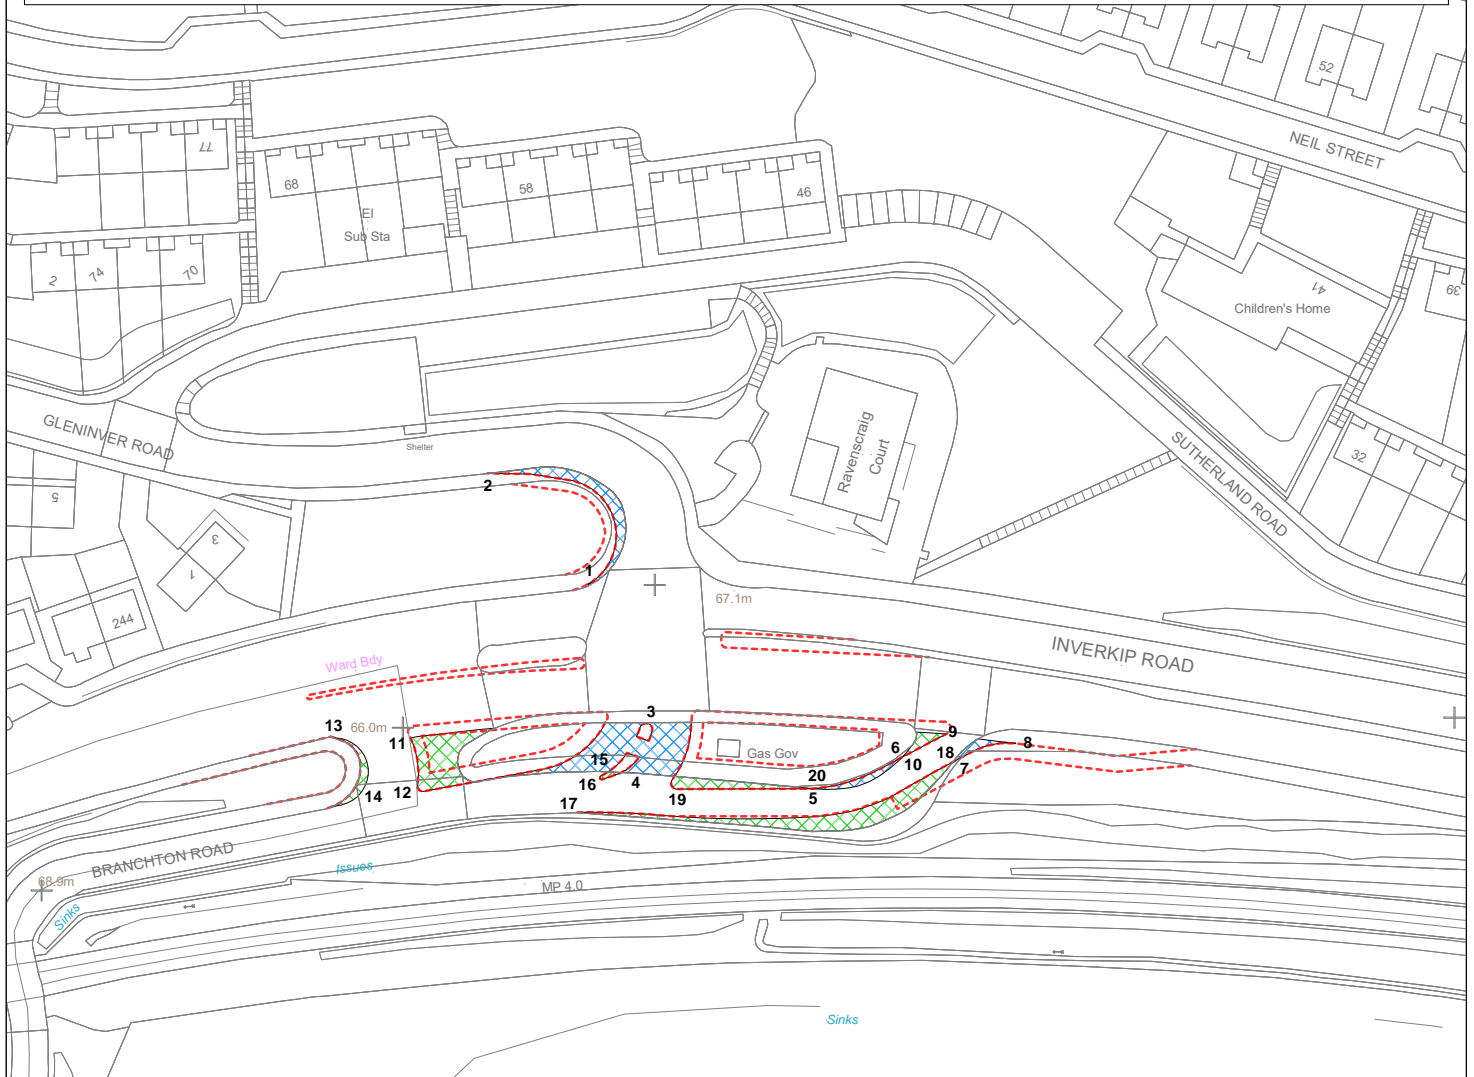 52
NEIL STREET
77
68
58
46
El
Sub Sta
2
74
70
41
39
Children's Home
GLENINVER ROAD
Shelter
Ravenscraig
Court
SUTHERLAND ROAD
32
5
2
3
1
1
244
67.1m
INVERKIP ROAD
Ward Bdy
3
13
66.0m
11
9
8
6
18
Gas Gov
10
7
15
20
16
4
14
12
19
5
17
BRANCHTON ROAD
Issues
68.9m
MP 4.0
Sinks
Sinks